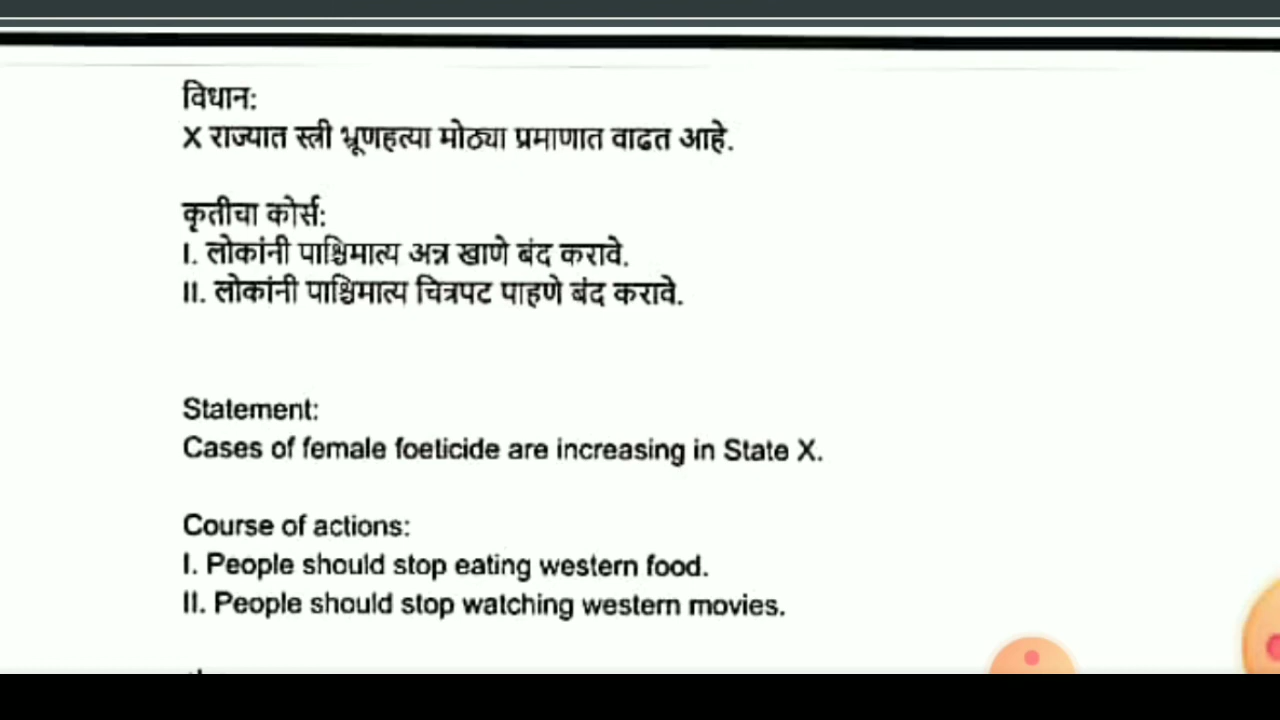 विधान:
X राज्यात स्त्री भ्रूणहत्या मोठ्या प्रमाणात वाढत आहे.
कृतीचा कोर्स:
I. लोकांनी पाश्चिमात्य अन्न खाणे बंद करावे.
II. लोकांनी पाश्चिमात्य चित्रपट पाहणे बंद करावे.
Statement:
Cases of female foeticide are increasing in State X.
Course of actions:
I. People should stop eating western food.
II. People should stop watching western movies.